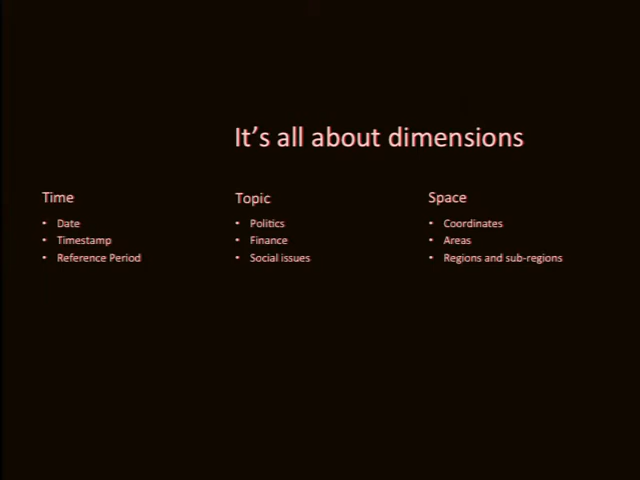 It's all about dimensions
Time
• Date
• Timestamp
• Reference Period
Topic
• Politics
• Finance
• Social issues
Space
• Coordinates
• Areas
• Regions and sub-regions